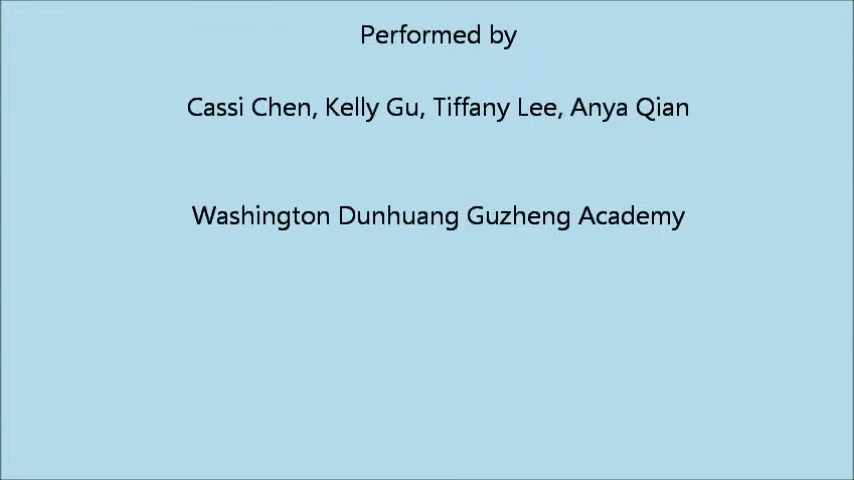 Performed by
Cassi Chen, Kelly Gu, Tiffany Lee, Anya Qian
Washington Dunhuang Guzheng Academy